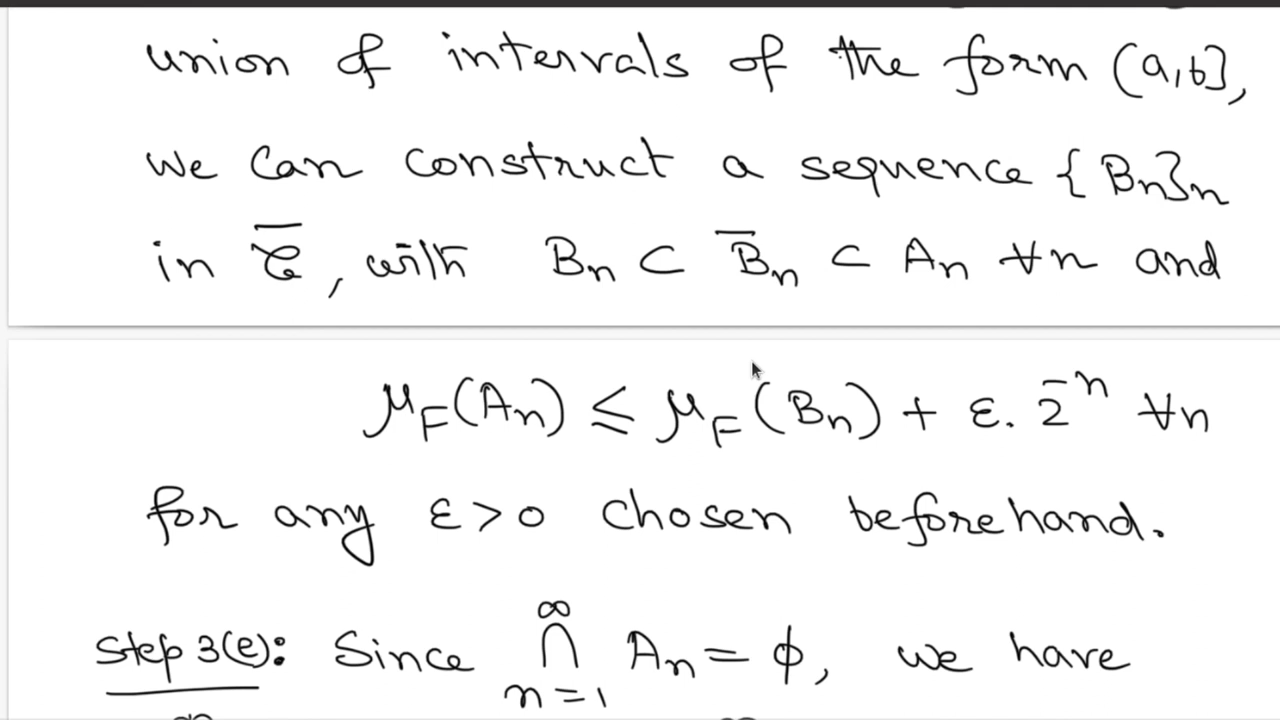 union of intervals of the form (a,b],
we can construct a sequence {Bn}n
in C̅, with Bn ⊂ B̅n ⊂ An ∀n and
μF(An) ≤ μF(Bn) + ε. 2⁻ⁿ ∀n
for any ε>0 chosen beforehand.
Step 3(e): Since ∞⋂n=1 An = ϕ, we have